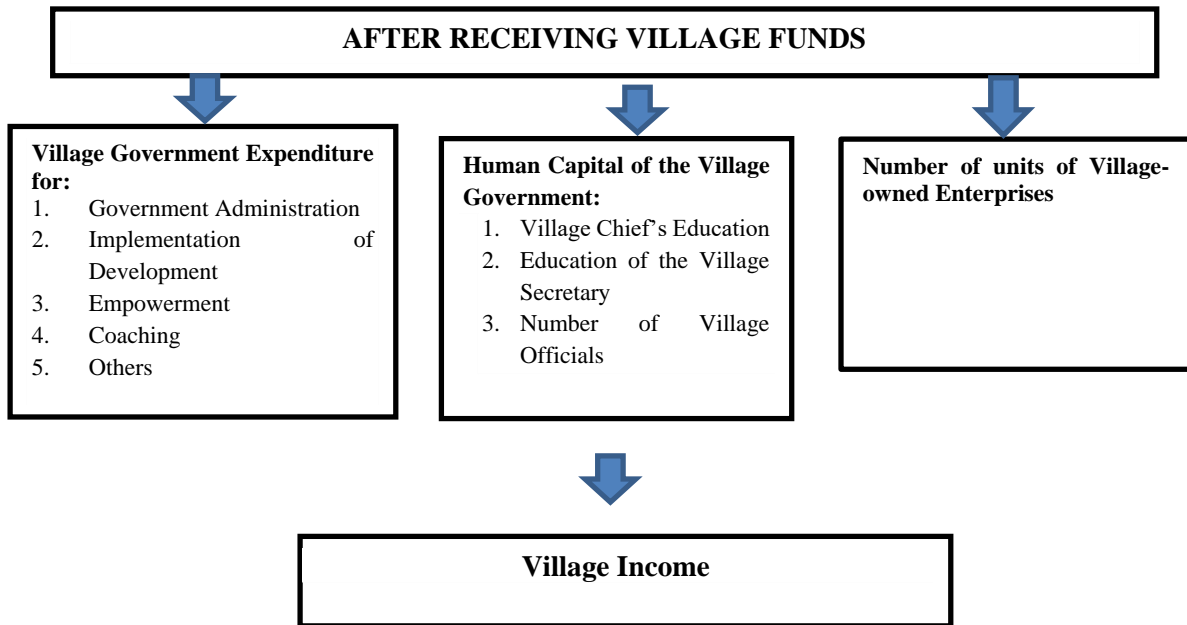 AFTER RECEIVING VILLAGE FUNDS
Village Government Expenditure
for:
1. Government Administration
2. Implementation of
Development
3. Empowerment
4. Coaching
5. Others
Human Capital of the Village
Government:
1. Village Chief’s Education
2. Education of the Village
Secretary
3. Number of Village
Officials
Number of units of Village-
owned Enterprises
Village Income